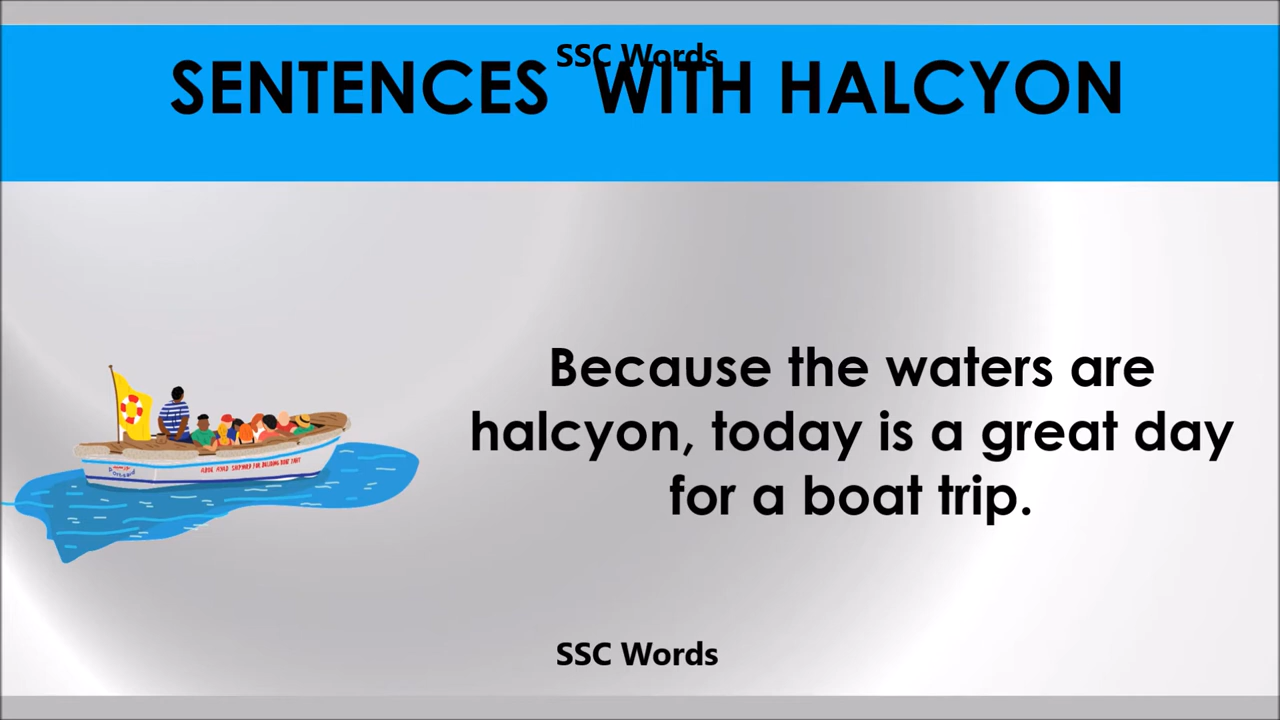 SSC Words
SENTENCES WITH HALCYON
Because the waters are
halcyon, today is a great day
for a boat trip.
SSC Words